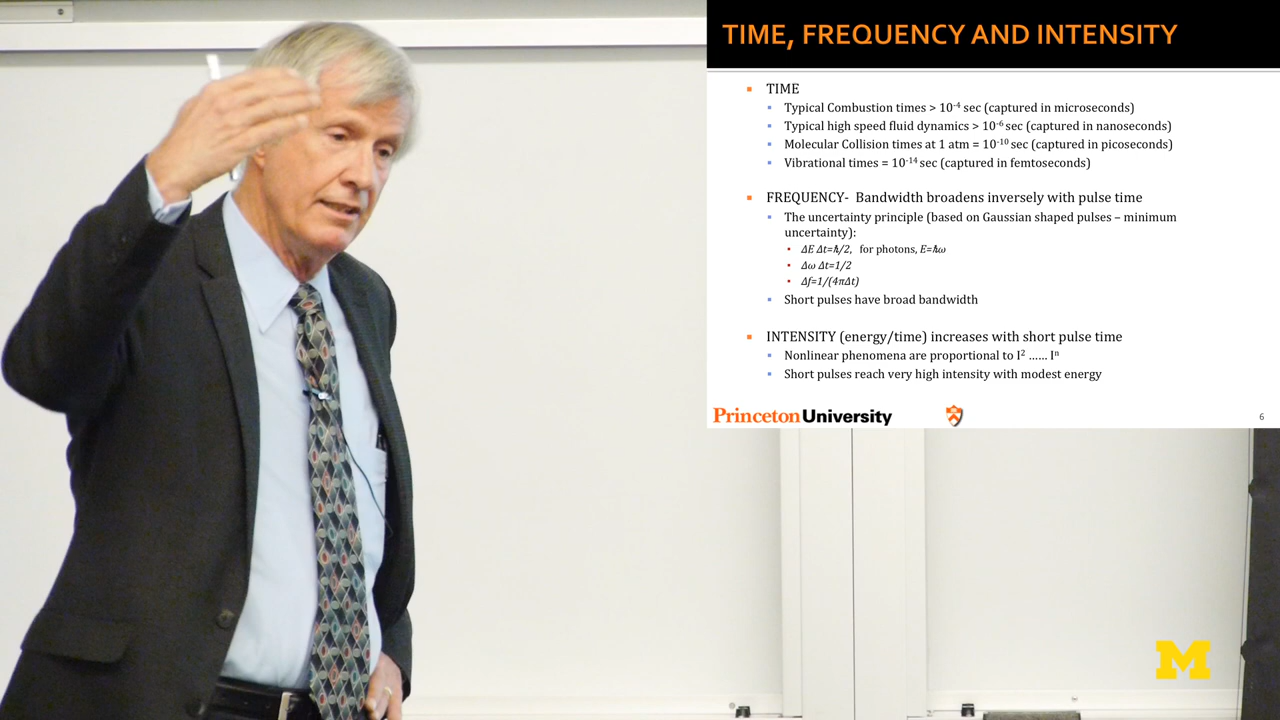 TIME, FREQUENCY AND INTENSITY
TIME
Typical Combustion times > 10⁻⁴ sec (captured in microseconds)
Typical high speed fluid dynamics > 10⁻⁶ sec (captured in nanoseconds)
Molecular Collision times at 1 atm = 10⁻¹⁰ sec (captured in picoseconds)
Vibrational times = 10⁻¹⁴ sec (captured in femtoseconds)
FREQUENCY- Bandwidth broadens inversely with pulse time
The uncertainty principle (based on Gaussian shaped pulses – minimum
uncertainty):
ΔE Δt=ℏ/2, for photons, E=ℏω
Δω Δt=1/2
Δf=1/(4πΔt)
Short pulses have broad bandwidth
INTENSITY (energy/time) increases with short pulse time
Nonlinear phenomena are proportional to I² …… Iⁿ
Short pulses reach very high intensity with modest energy
Princeton University
6
M